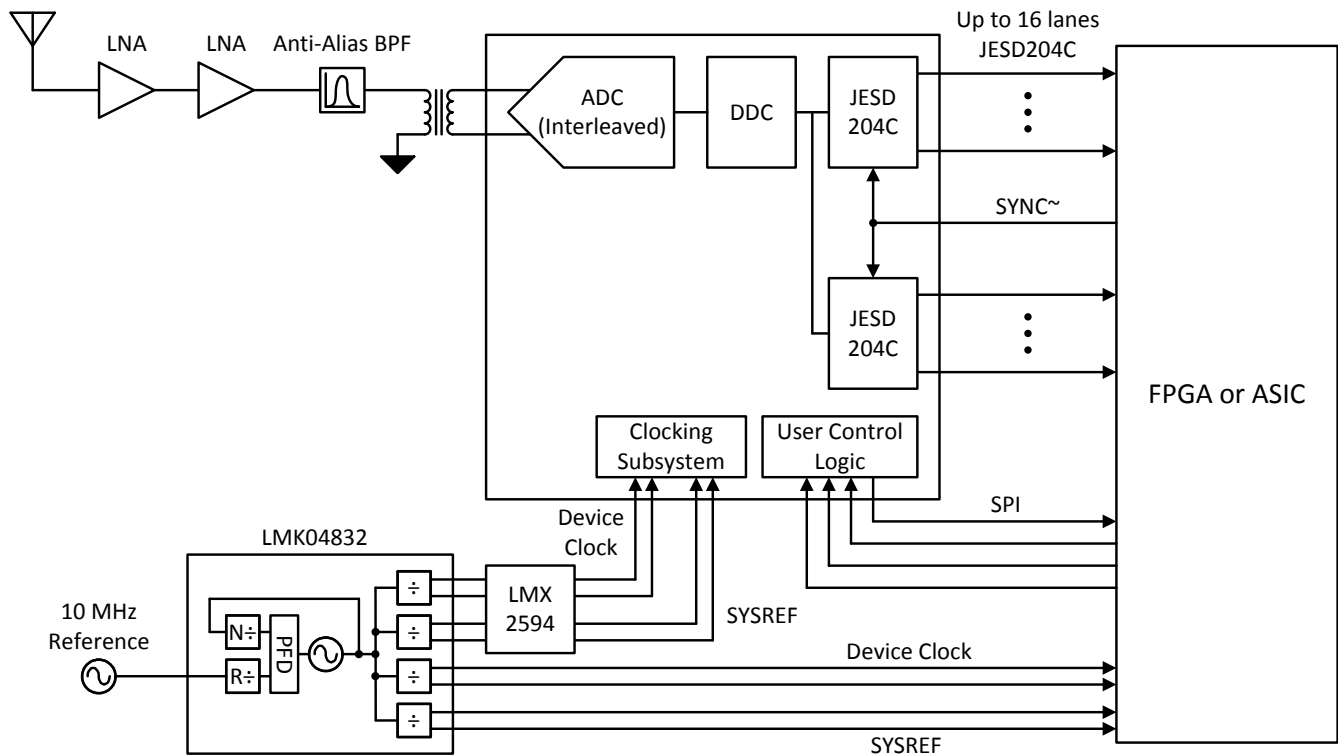 LNA
LNA
Anti-Alias BPF
ADC
(Interleaved)
DDC
JESD
204C
Up to 16 lanes
JESD204C
SYNC~
JESD
204C
FPGA or ASIC
Clocking
Subsystem
User Control
Logic
SPI
Device
Clock
SYSREF
LMK04832
10 MHz
Reference
N÷
R÷
PFD
÷
÷
÷
÷
LMX
2594
Device Clock
SYSREF